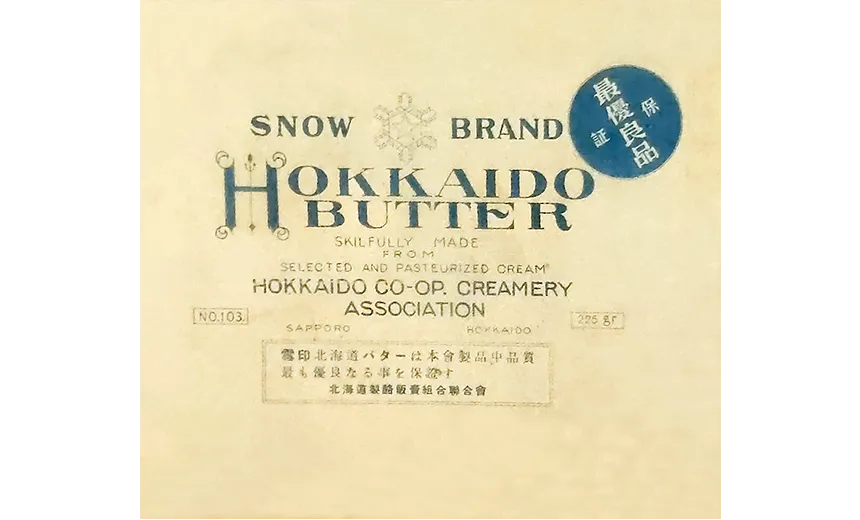 SNOW BRAND
最優良品
保証
HOKKAIDO
BUTTER
SKILFULLY MADE
FROM
SELECTED AND PASTEURIZED CREAM
HOKKAIDO CO-OP. CREAMERY
ASSOCIATION
SAPPORO HOKKAIDO
NO.103. 225 gr
雪印北海道バターは本會製品中品質
最も優良なる事を保證す
北海道製酪販賣組合聯合會